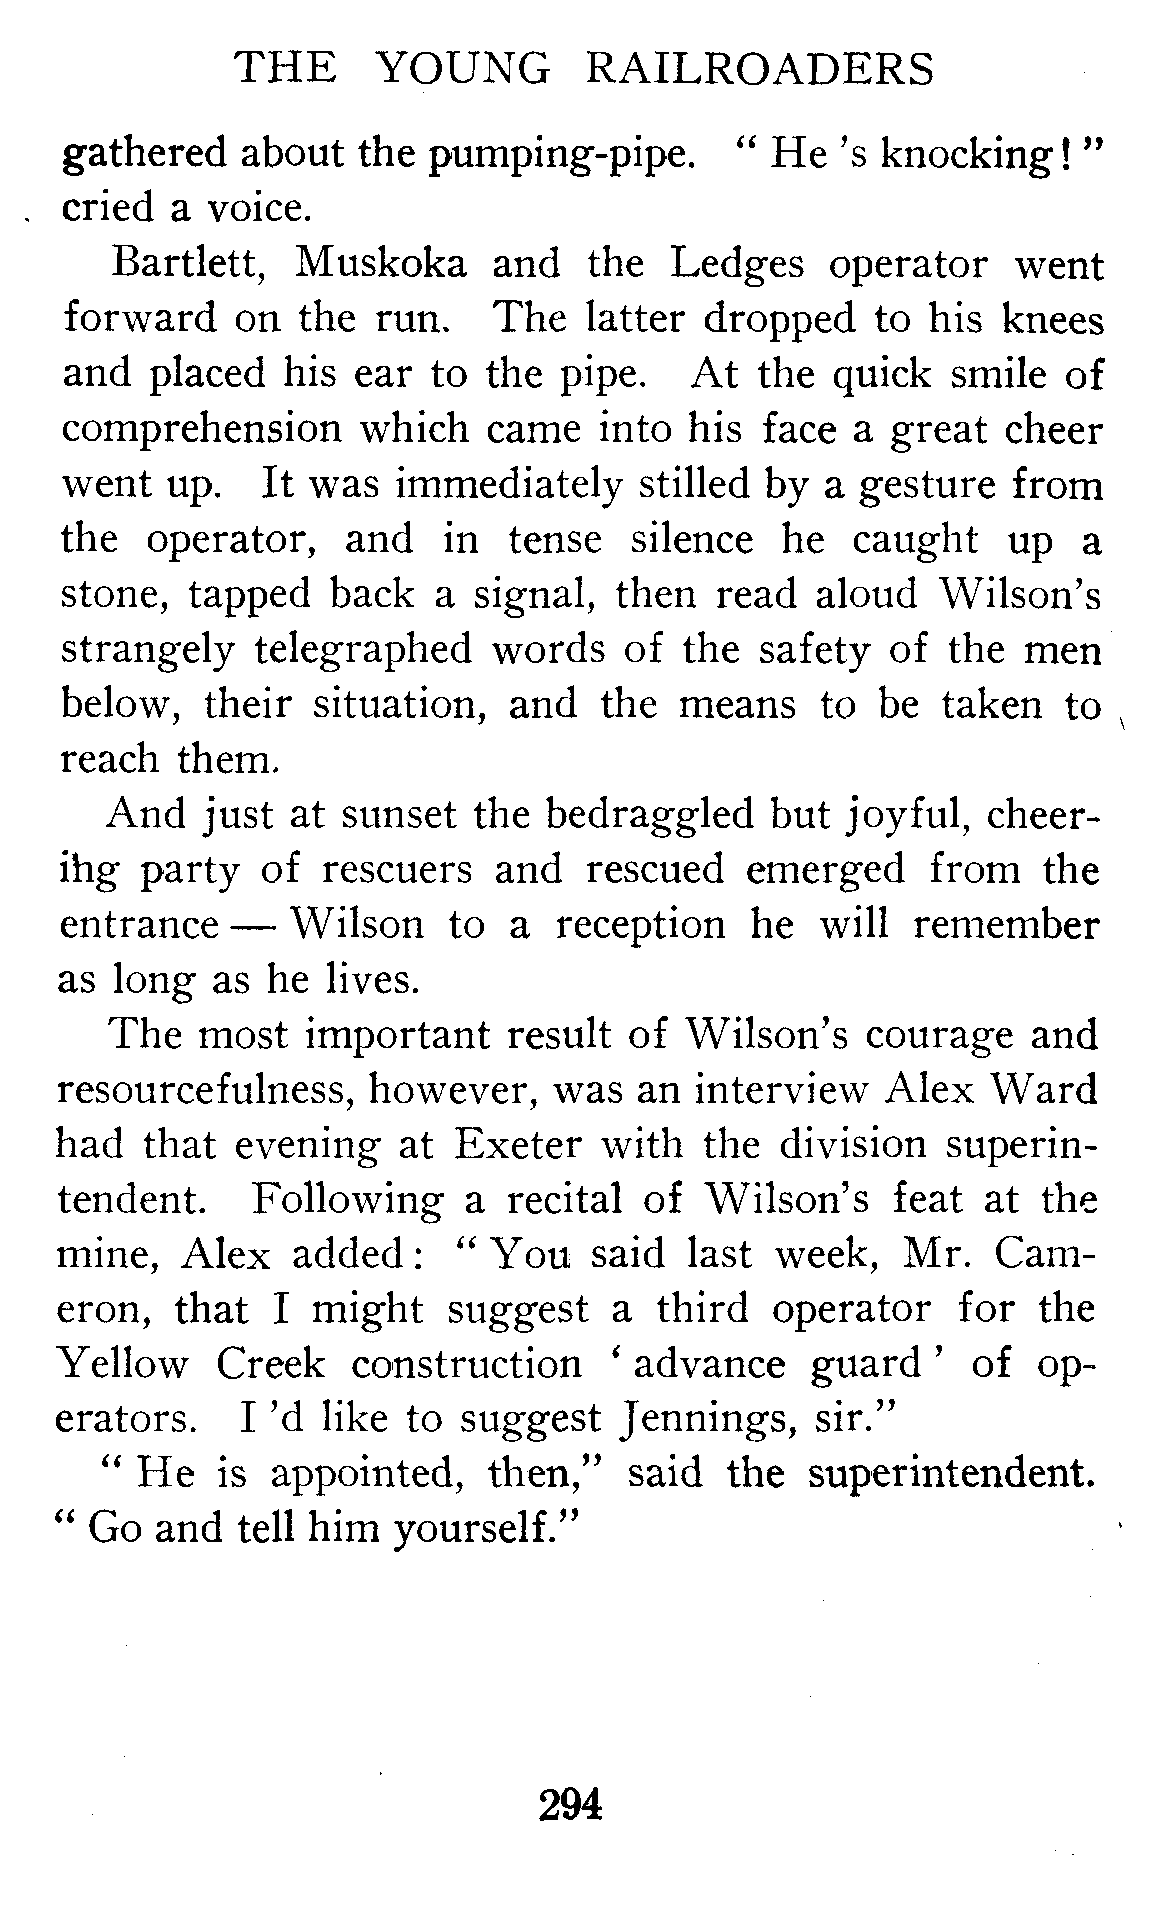 THE YOUNG RAILROADERS
gathered about the pumping-pipe. “ He ’s knocking! ”
cried a voice.
Bartlett, Muskoka and the Ledges operator went
forward on the run. The latter dropped to his knees
and placed his ear to the pipe. At the quick smile of
comprehension which came into his face a great cheer
went up. It was immediately stilled by a gesture from
the operator, and in tense silence he caught up a
stone, tapped back a signal, then read aloud Wilson’s
strangely telegraphed words of the safety of the men
below, their situation, and the means to be taken to
reach them.
And just at sunset the bedraggled but joyful, cheer-
ihg party of rescuers and rescued emerged from the
entrance — Wilson to a reception he will remember
as long as he lives.
The most important result of Wilson’s courage and
resourcefulness, however, was an interview Alex Ward
had that evening at Exeter with the division superin-
tendent. Following a recital of Wilson’s feat at the
mine, Alex added : “ You said last week, Mr. Cam-
eron, that I might suggest a third operator for the
Yellow Creek construction ‘ advance guard ’ of op-
erators. I ’d like to suggest Jennings, sir.”
“ He is appointed, then,” said the superintendent.
“ Go and tell him yourself.”
294